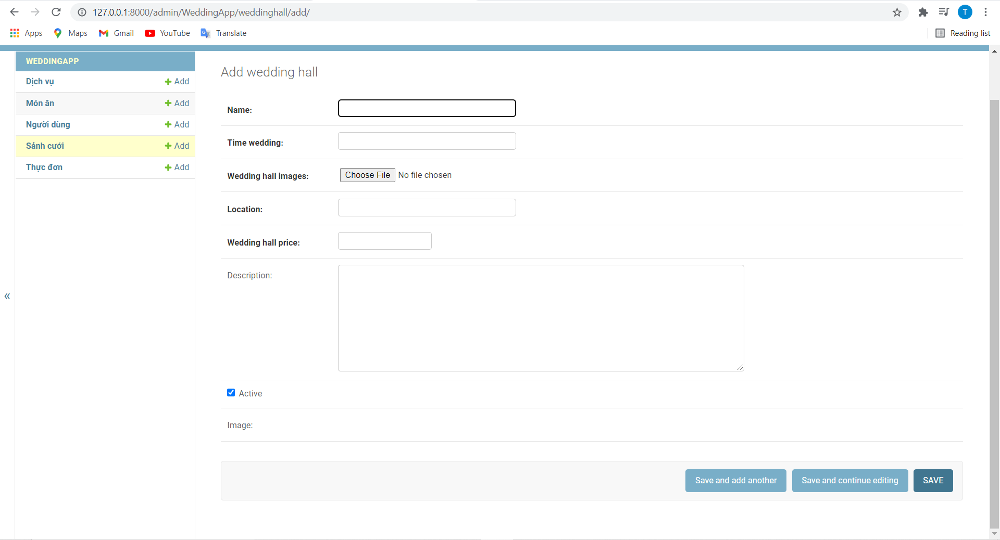 127.0.0.1:8000/admin/WeddingApp/weddinghall/add/
T
Apps Maps Gmail YouTube Translate Reading list
WEDDINGAPP
Dịch vụ Add
Món ăn Add
Người dùng Add
Sảnh cưới Add
Thực đơn Add
«
Add wedding hall
Name:
Time wedding:
Wedding hall images: Choose File No file chosen
Location:
Wedding hall price:
Description:
Active
Image:
Save and add another Save and continue editing SAVE